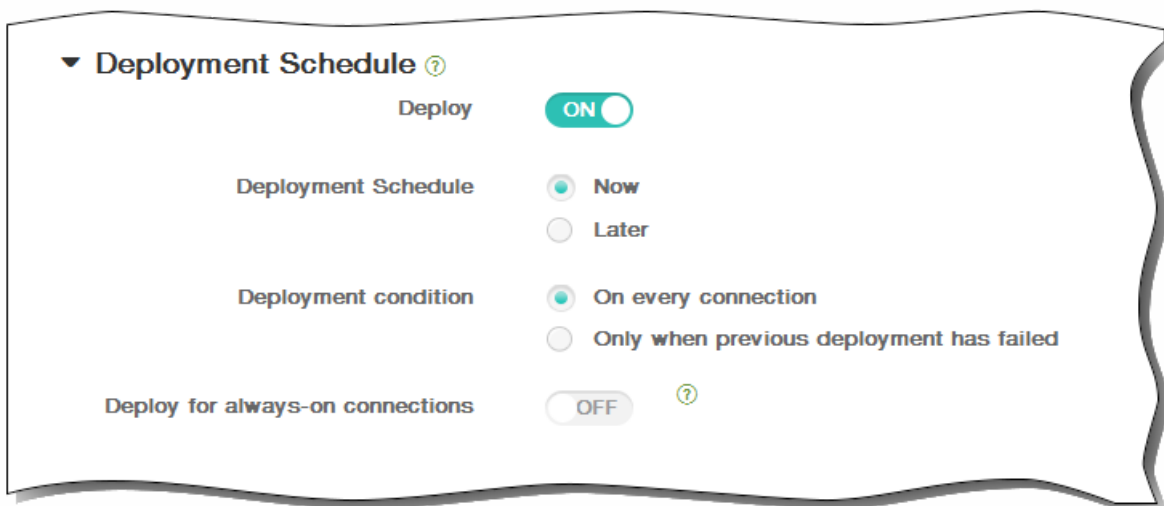 Deployment Schedule ?
Deploy ON
Deployment Schedule Now
Later
Deployment condition On every connection
Only when previous deployment has failed
Deploy for always-on connections OFF ?